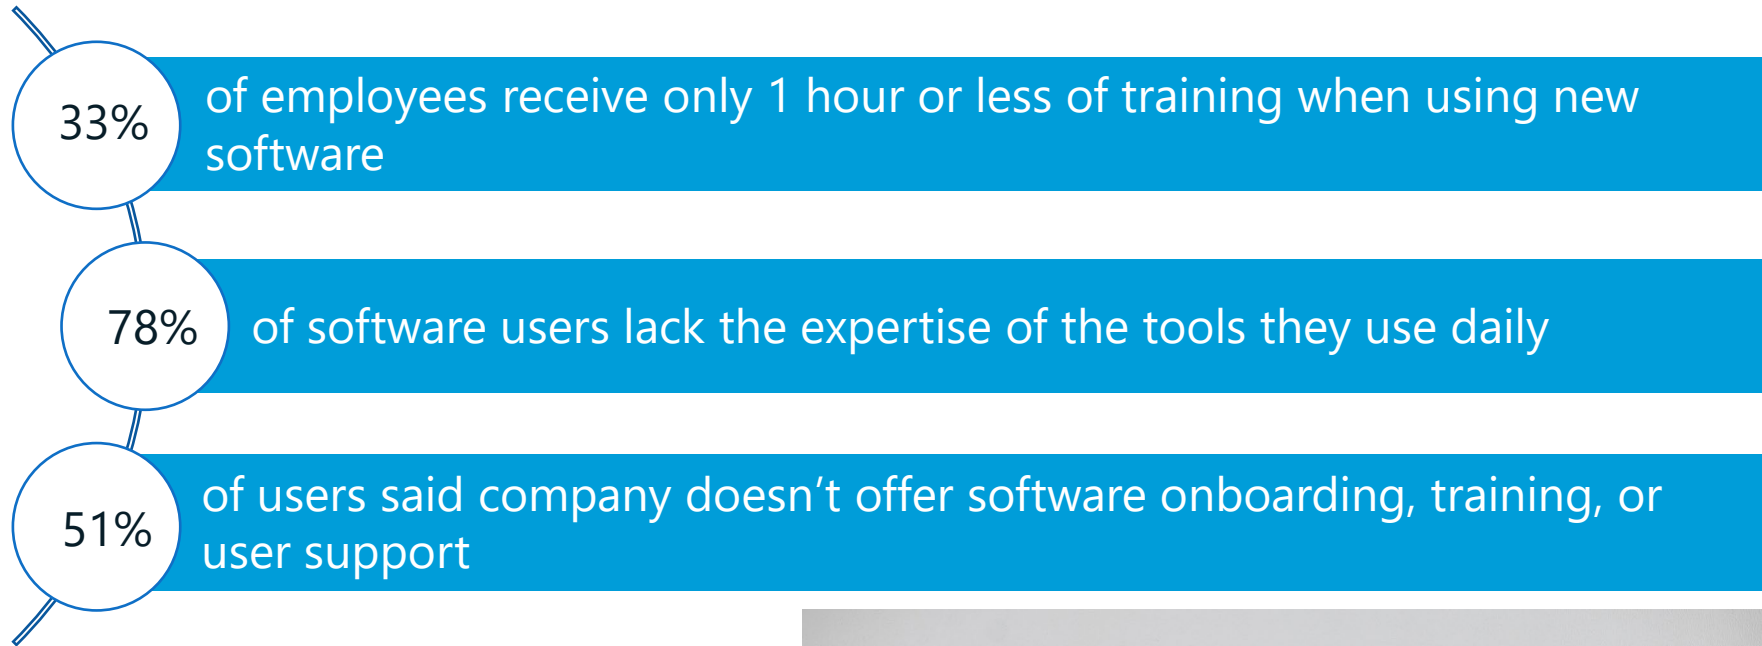 33%
of employees receive only 1 hour or less of training when using new
software
78%
of software users lack the expertise of the tools they use daily
51%
of users said company doesn’t offer software onboarding, training, or
user support